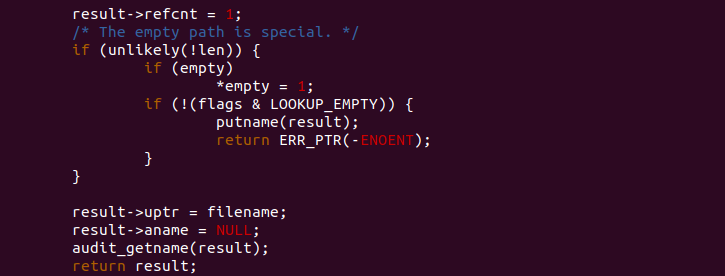 result->refcnt = 1;
/* The empty path is special. */
if (unlikely(!len)) {
if (empty)
*empty = 1;
if (!(flags & LOOKUP_EMPTY)) {
putname(result);
return ERR_PTR(-ENOENT);
}
}
result->uptr = filename;
result->aname = NULL;
audit_getname(result);
return result;